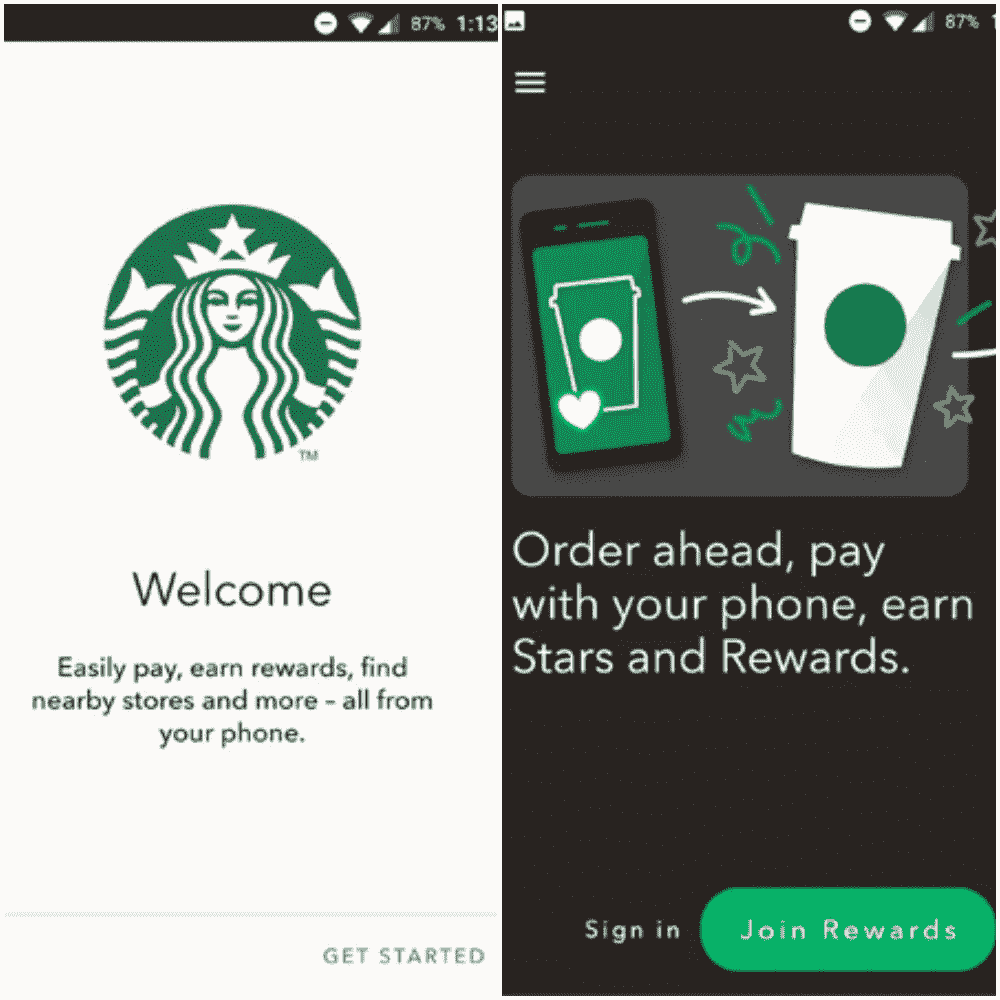 87% 1:13
TM
Welcome
Easily pay, earn rewards, find
nearby stores and more – all from
your phone.
GET STARTED
87% 1
Order ahead, pay
with your phone, earn
Stars and Rewards.
Sign in
Join Rewards